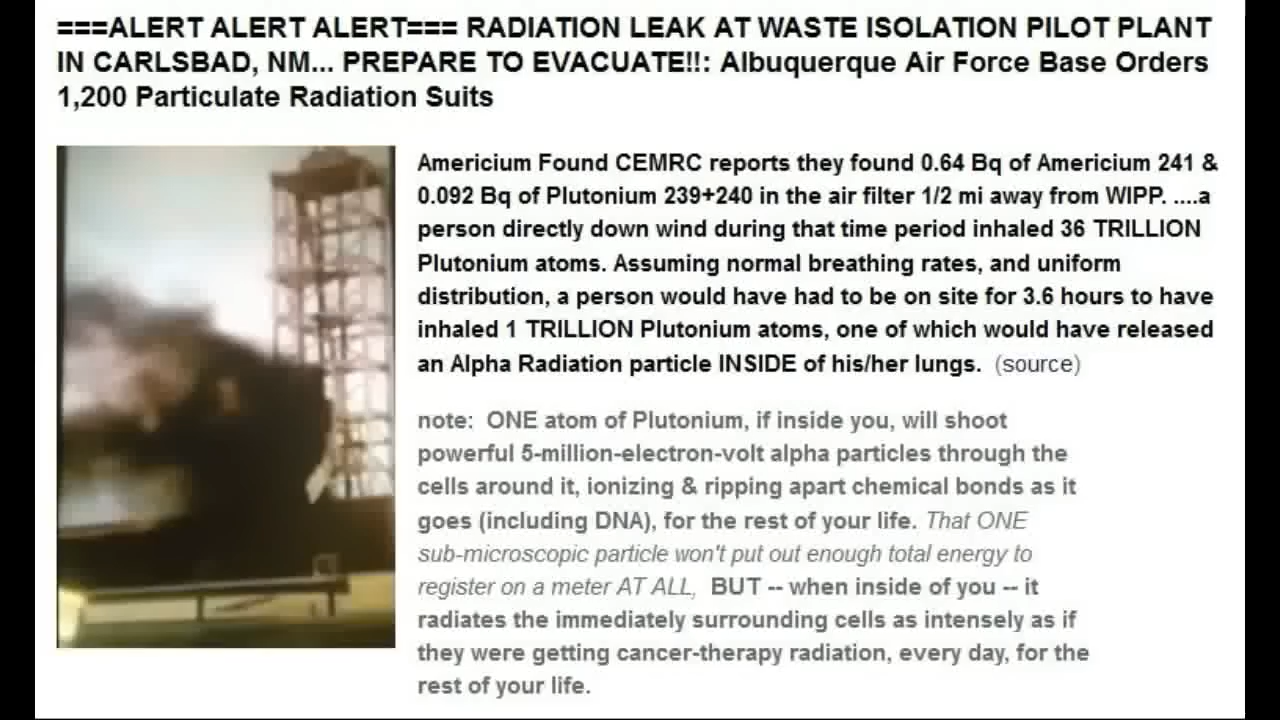 ===ALERT ALERT ALERT=== RADIATION LEAK AT WASTE ISOLATION PILOT PLANT
IN CARLSBAD, NM... PREPARE TO EVACUATE!!: Albuquerque Air Force Base Orders
1,200 Particulate Radiation Suits
Americium Found CEMRC reports they found 0.64 Bq of Americium 241 &
0.092 Bq of Plutonium 239+240 in the air filter 1/2 mi away from WIPP. ....a
person directly down wind during that time period inhaled 36 TRILLION
Plutonium atoms. Assuming normal breathing rates, and uniform
distribution, a person would have had to be on site for 3.6 hours to have
inhaled 1 TRILLION Plutonium atoms, one of which would have released
an Alpha Radiation particle INSIDE of his/her lungs. (source)
note: ONE atom of Plutonium, if inside you, will shoot
powerful 5-million-electron-volt alpha particles through the
cells around it, ionizing & ripping apart chemical bonds as it
goes (including DNA), for the rest of your life. That ONE
sub-microscopic particle won't put out enough total energy to
register on a meter AT ALL, BUT -- when inside of you -- it
radiates the immediately surrounding cells as intensely as if
they were getting cancer-therapy radiation, every day, for the
rest of your life.